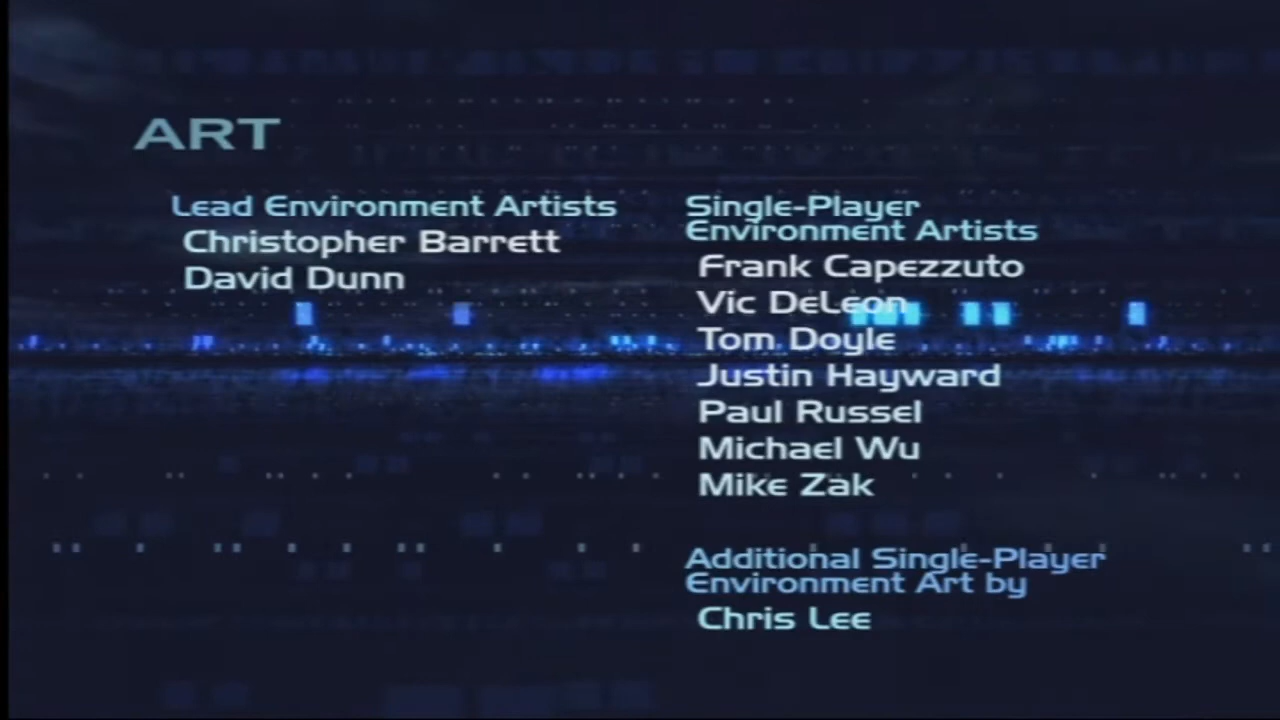 ART
Lead Environment Artists
Christopher Barrett
David Dunn
Single-Player
Environment Artists
Frank Capezzuto
Vic DeLeon
Tom Doyle
Justin Hayward
Paul Russel
Michael Wu
Mike Zak
Additional Single-Player
Environment Art by
Chris Lee